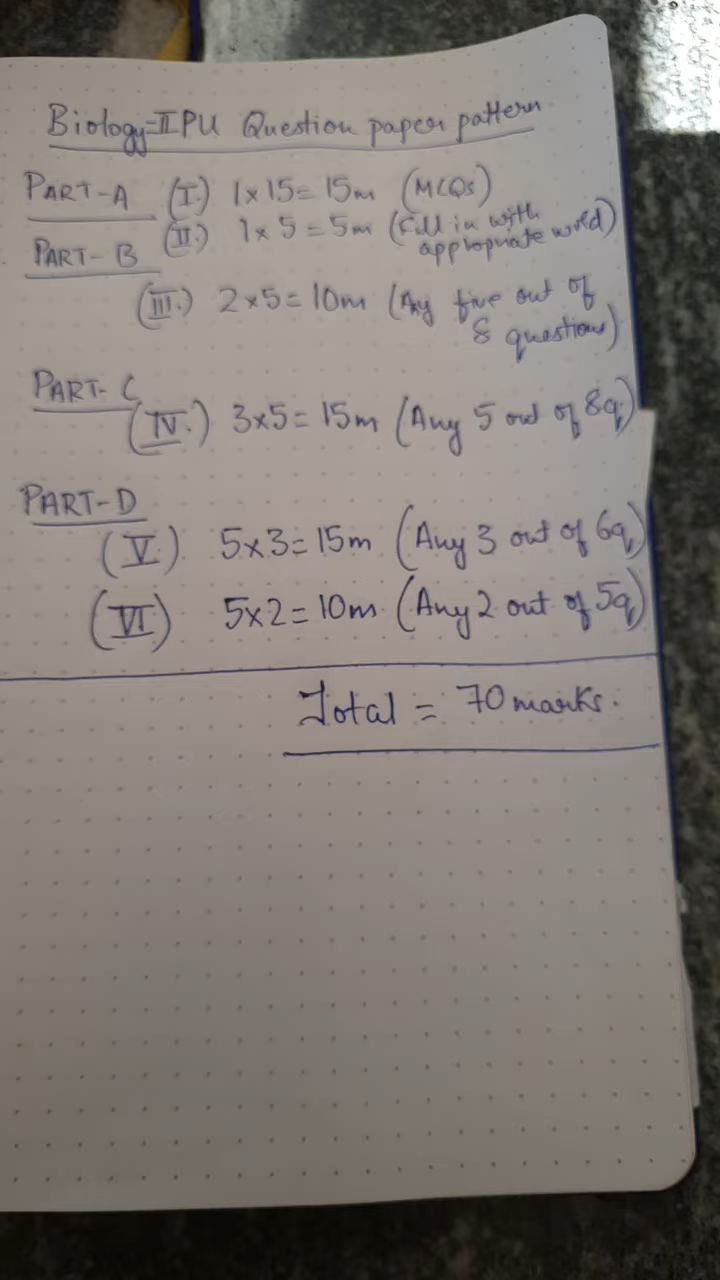 Biology-II PU Question paper pattern
PART-A (I.) 1x15=15m (MCQs)
(II.) 1x5=5m (Fill in with
appropriate word)
PART-B
(III.) 2x5=10m (Any five out of
8 questions)
PART-C
(IV.) 3x5=15m (Any 5 out of 8q)
PART-D
(V.) 5x3=15m (Any 3 out of 6q)
(VI) 5x2=10m (Any 2 out of 5q)
Total = 70 marks.